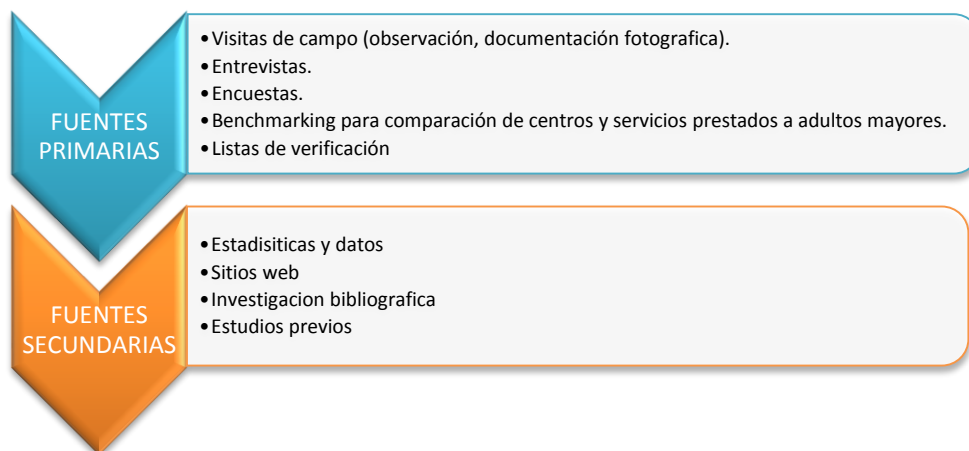 FUENTES
PRIMARIAS
•Visitas de campo (observación, documentación fotografica).
•Entrevistas.
•Encuestas.
•Benchmarking para comparación de centros y servicios prestados a adultos mayores.
•Listas de verificación
FUENTES
SECUNDARIAS
•Estadisiticas y datos
•Sitios web
•Investigacion bibliografica
•Estudios previos